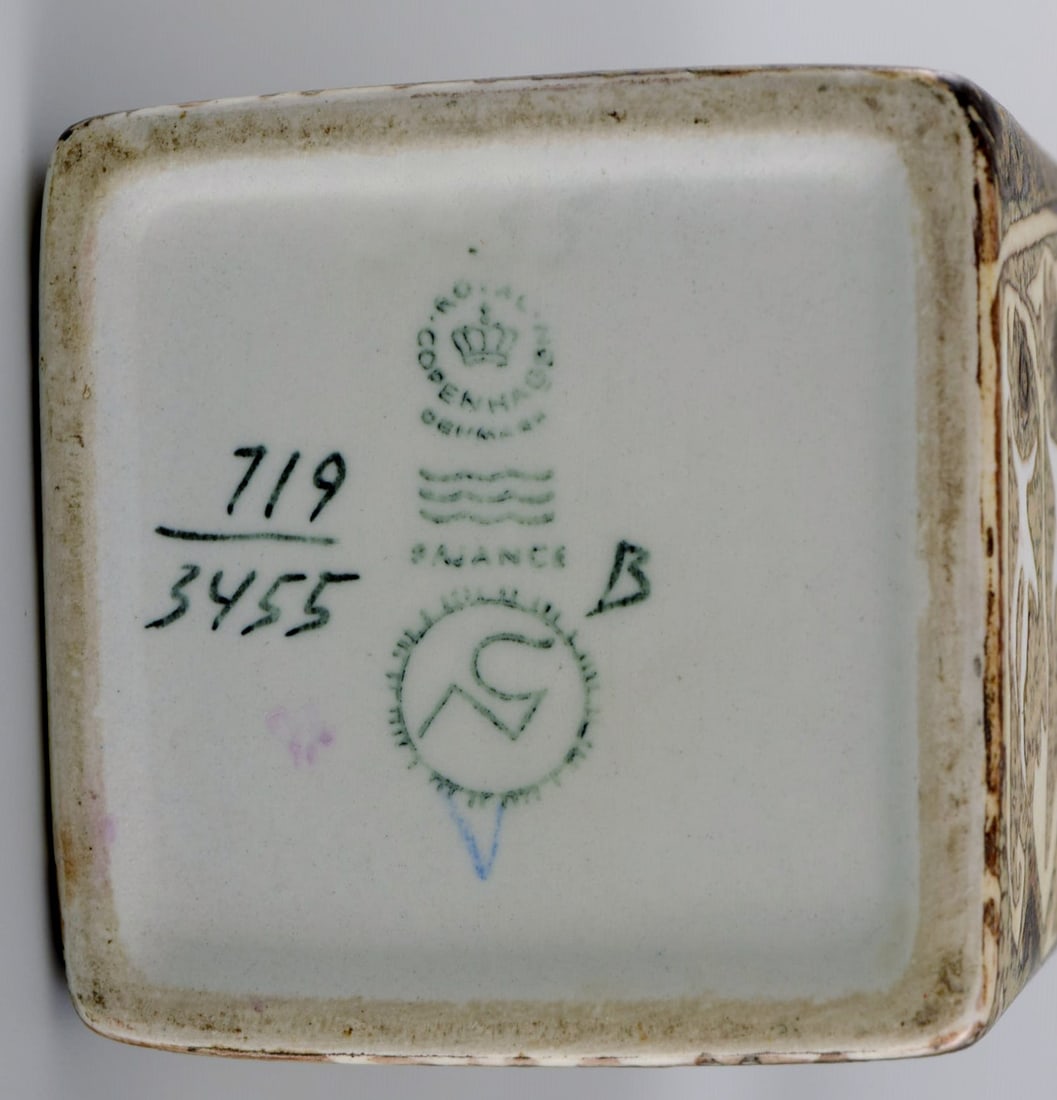 ROYAL COPENHAGEN
DENMARK
FAJANCE
719
3455
B